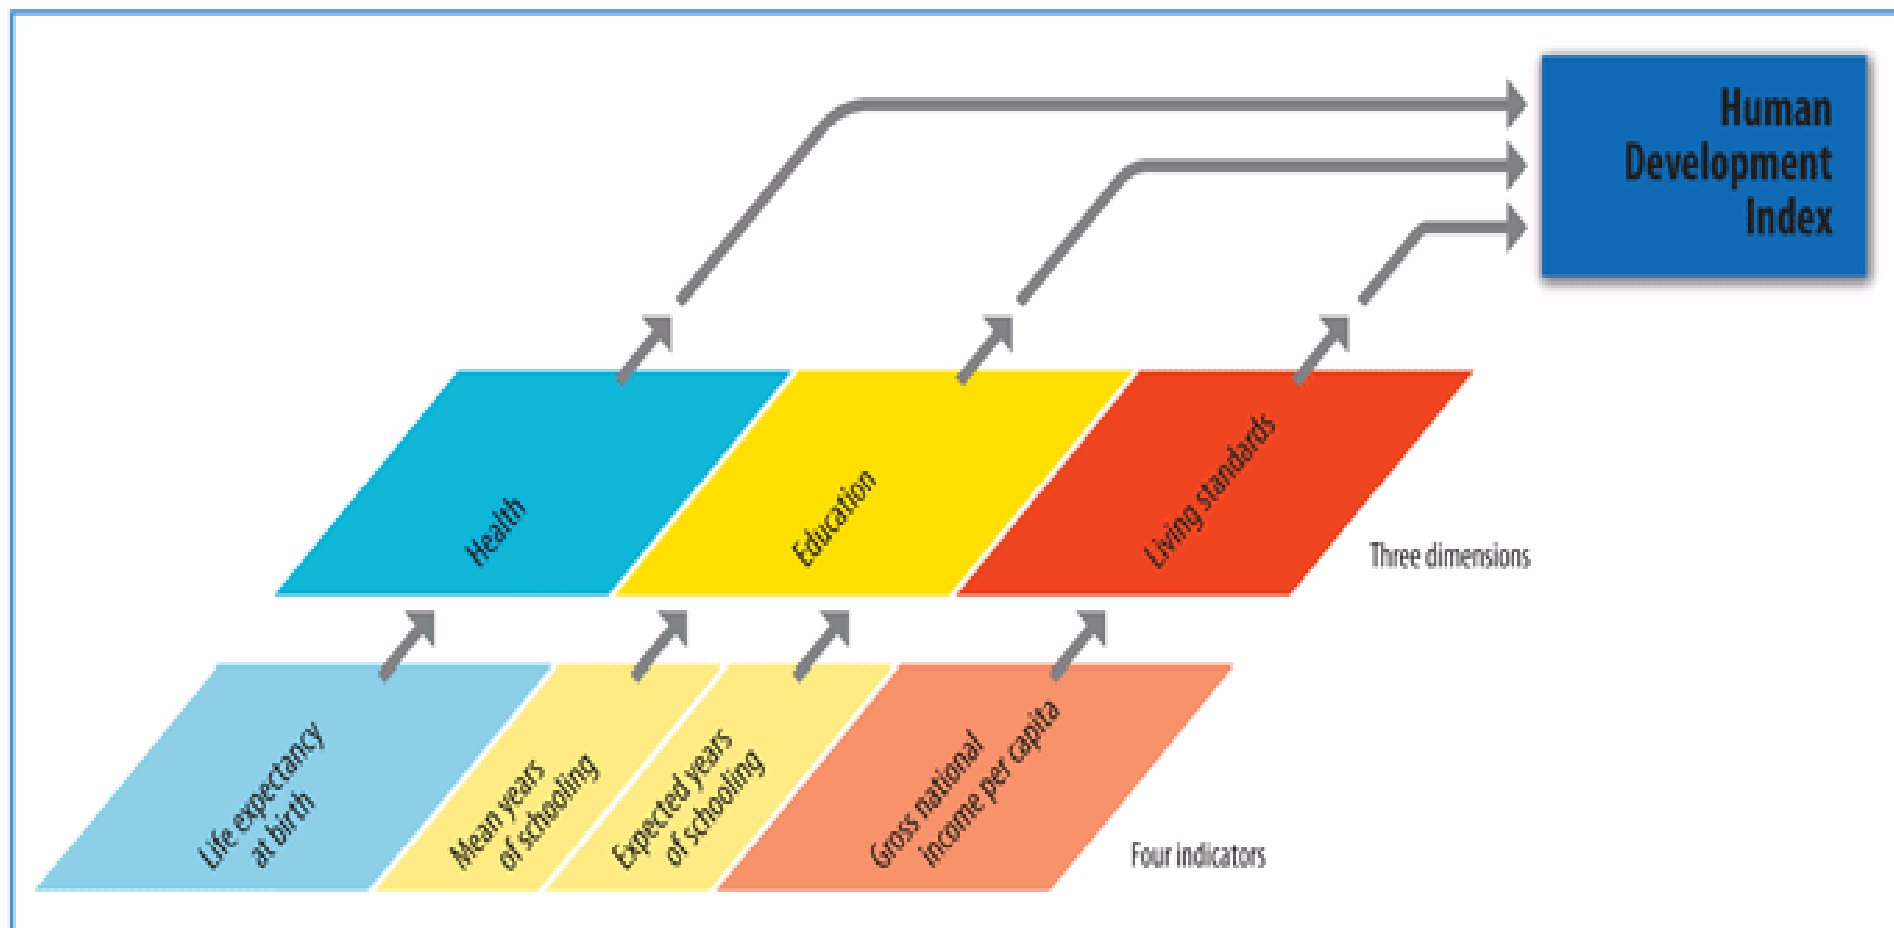 Human
Development
Index
Health
Education
Living standards
Three dimensions
Life expectancy
at birth
Mean years
of schooling
Expected years
of schooling
Gross national
income per capita
Four indicators